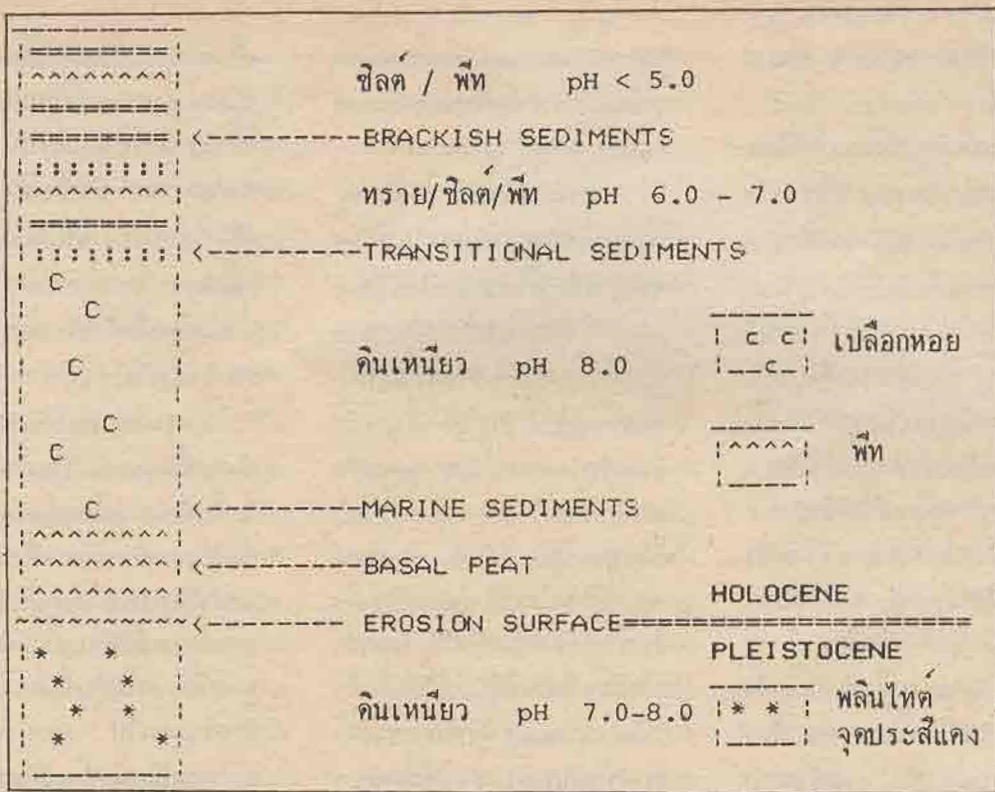 ซิลต์ / พีท pH < 5.0
BRACKISH SEDIMENTS
ทราย/ซิลต์/พีท pH 6.0 - 7.0
TRANSITIONAL SEDIMENTS
C
C
C
ดินเหนียว pH 8.0
c c
c
เปลือกหอย
C
C
พีท
C
MARINE SEDIMENTS
BASAL PEAT
HOLOCENE
EROSION SURFACE
PLEISTOCENE
ดินเหนียว pH 7.0-8.0
พลินไทต์
จุดประสีแดง